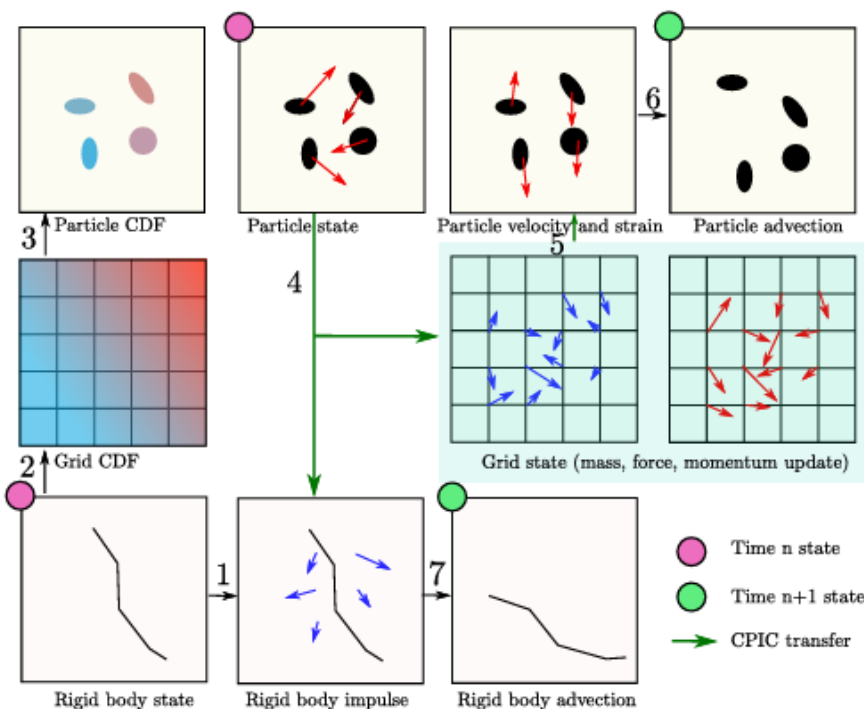 6
Particle CDF
Particle state
Particle velocity and strain
Particle advection
3
4
5
Grid CDF
Grid state (mass, force, momentum update)
2
1
7
Time n state
Time n+1 state
CPIC transfer
Rigid body state
Rigid body impulse
Rigid body advection